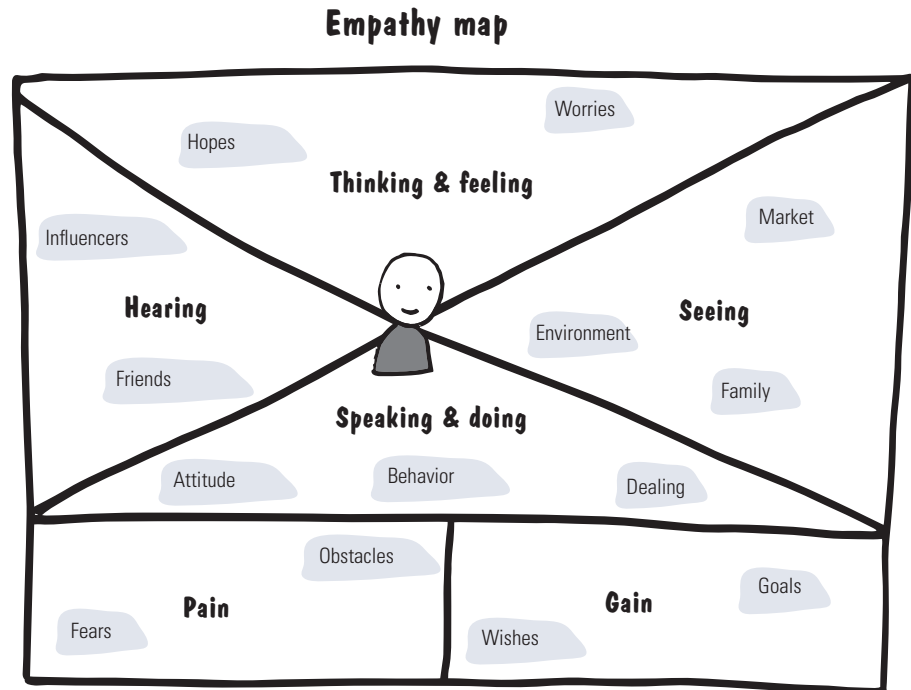 Empathy map
Worries
Hopes
Thinking & feeling
Market
Influencers
Hearing
Seeing
Environment
Friends
Family
Speaking & doing
Attitude
Behavior
Dealing
Obstacles
Goals
Pain
Gain
Fears
Wishes